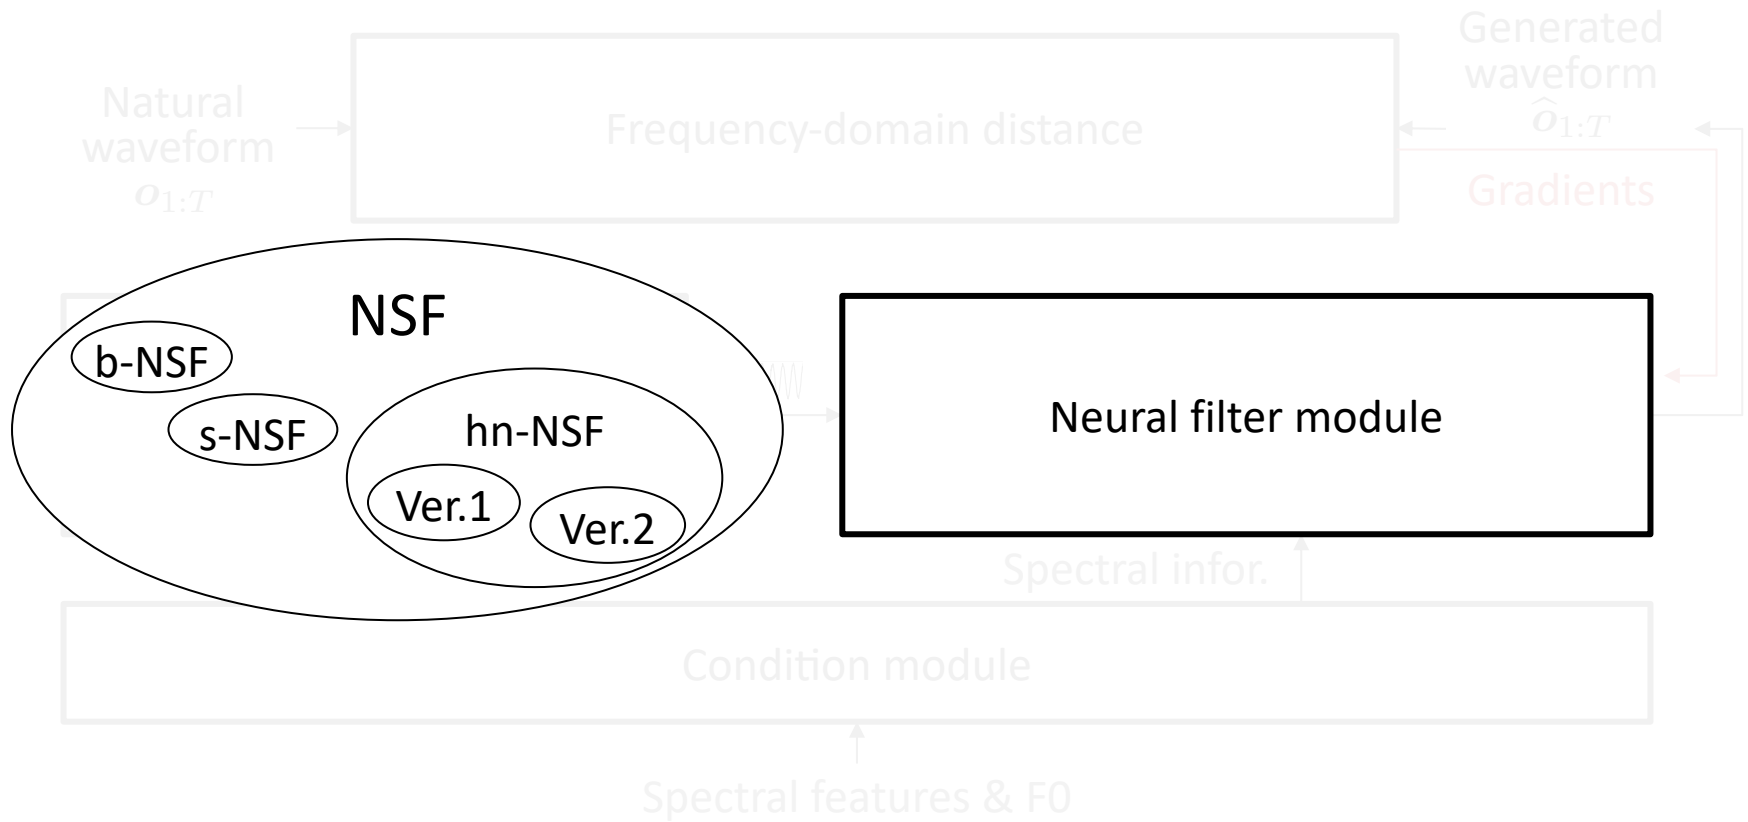 Generated
waveform
ô1:T
Natural
waveform
o1:T
Frequency-domain distance
Gradients
NSF
b-NSF
s-NSF
hn-NSF
Ver.1
Ver.2
Neural filter module
Spectral infor.
Condition module
Spectral features & F0